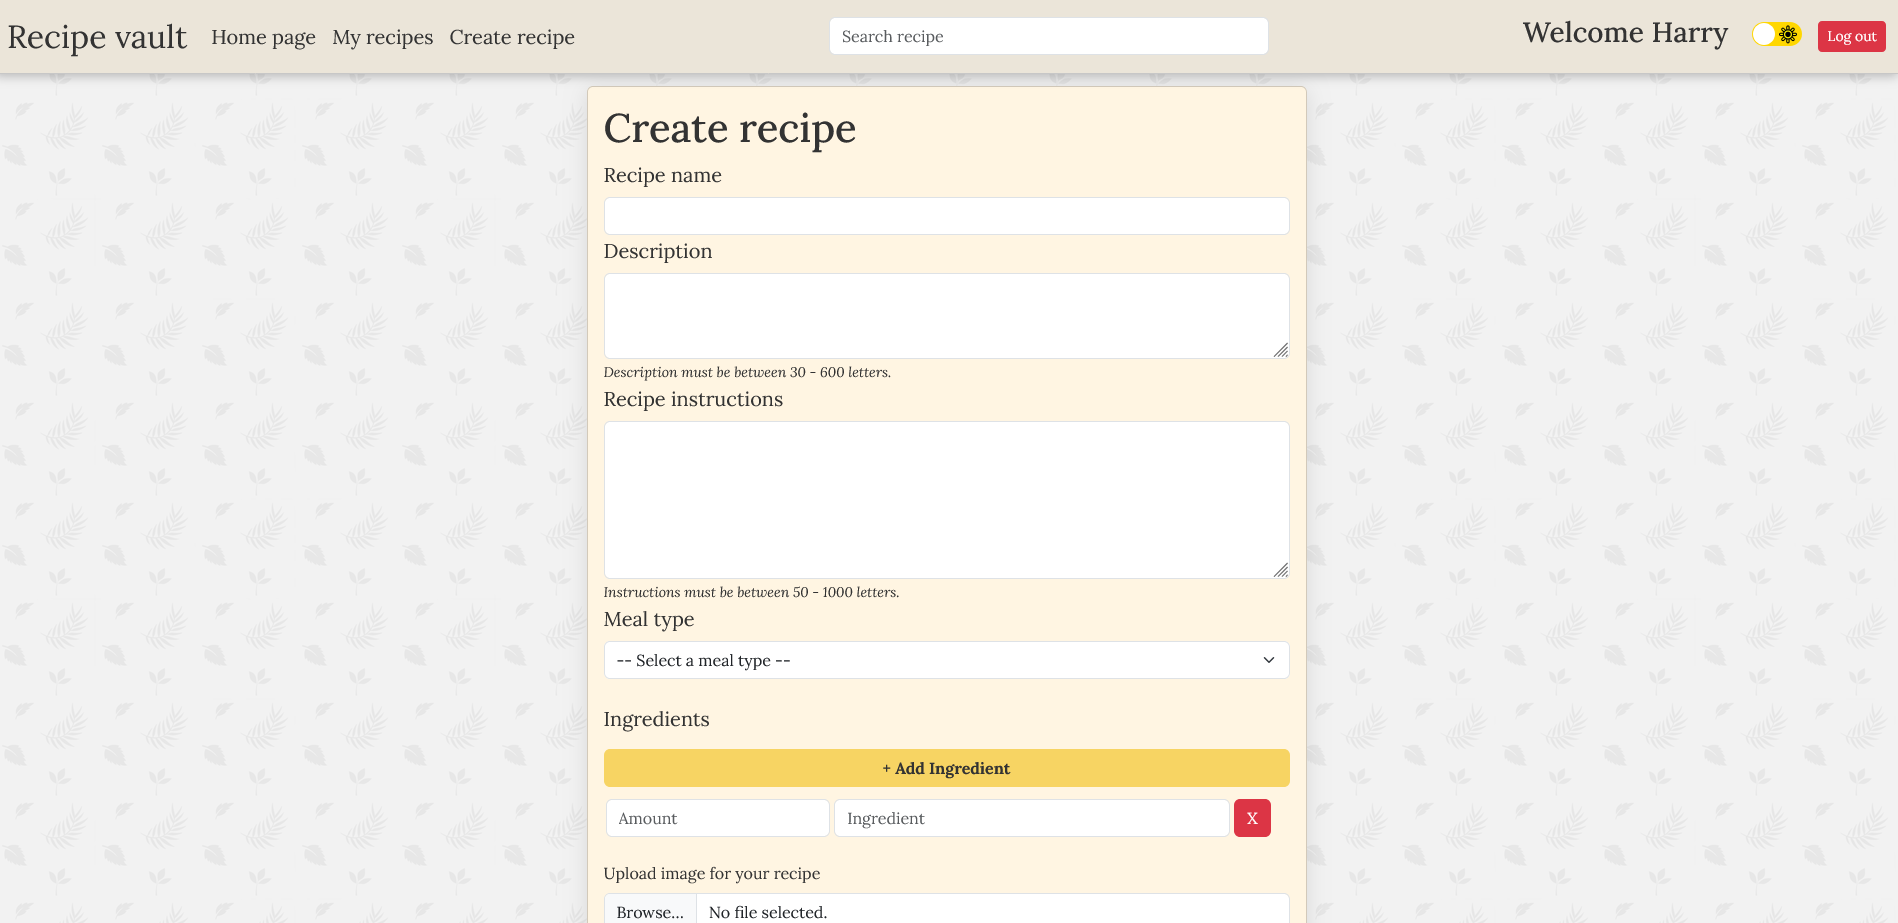 Recipe vault Home page My recipes Create recipe Search recipe Welcome Harry Log out
Create recipe
Recipe name
Description
Description must be between 30 - 600 letters.
Recipe instructions
Instructions must be between 50 - 1000 letters.
Meal type
-- Select a meal type --
Ingredients
+ Add Ingredient
Amount Ingredient X
Upload image for your recipe
Browse... No file selected.